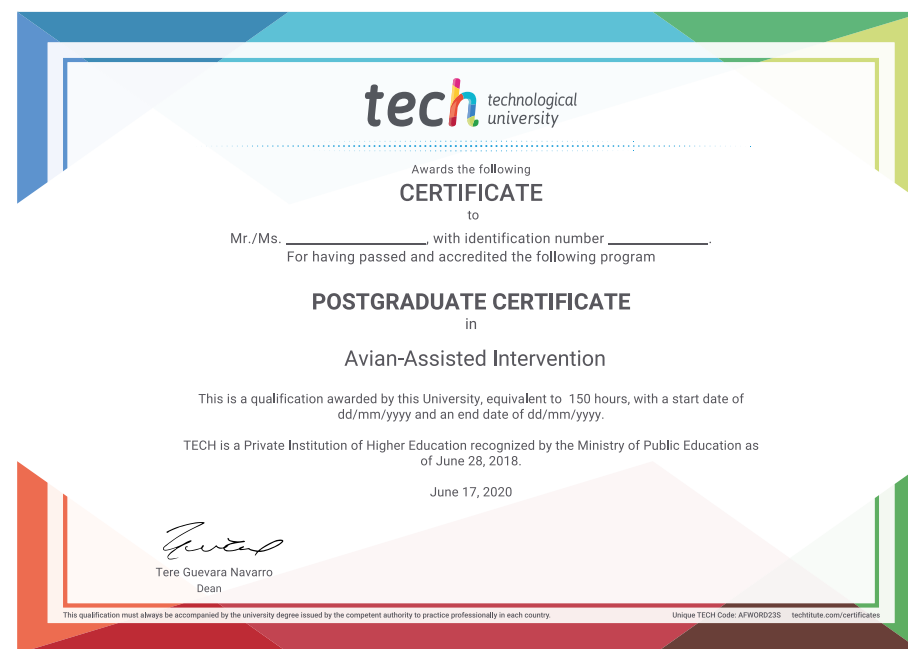 tech technological
university
Awards the following
CERTIFICATE
to
Mr./Ms. ____________________, with identification number ______________.
For having passed and accredited the following program
POSTGRADUATE CERTIFICATE
in
Avian-Assisted Intervention
This is a qualification awarded by this University, equivalent to 150 hours, with a start date of
dd/mm/yyyy and an end date of dd/mm/yyyy.
TECH is a Private Institution of Higher Education recognized by the Ministry of Public Education as
of June 28, 2018.
June 17, 2020
Tere Guevara Navarro
Dean
This qualification must always be accompanied by the university degree issued by the competent authority to practice professionally in each country.
Unique TECH Code: AFWORD23S techtitute.com/certificates